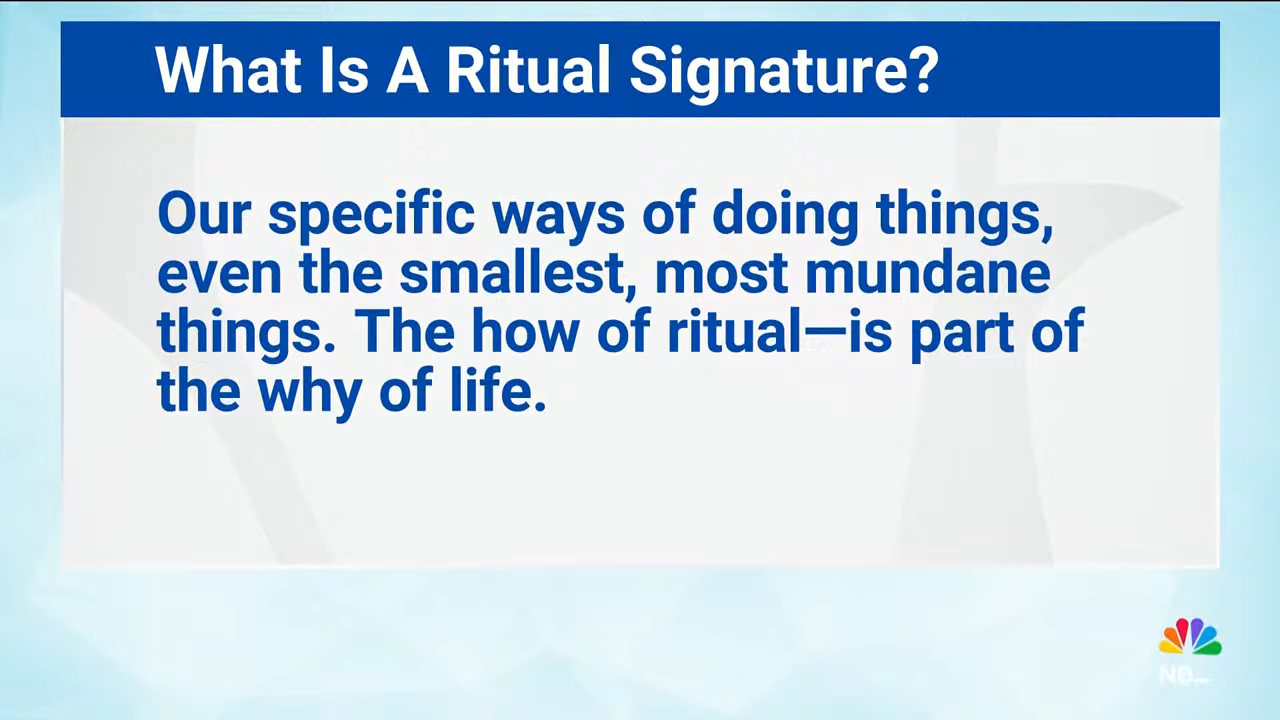 What Is A Ritual Signature?
Our specific ways of doing things,
even the smallest, most mundane
things. The how of ritual—is part of
the why of life.